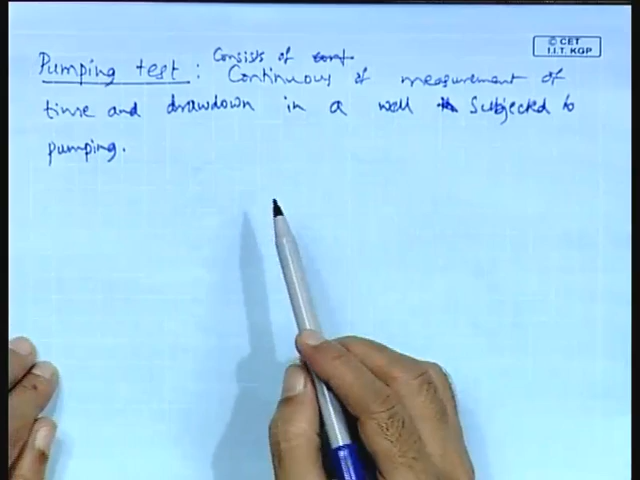 © CET
I.I.T. KGP
Consists of
Pumping test : Continuous of measurement of
time and drawdown in a well subjected to
pumping.